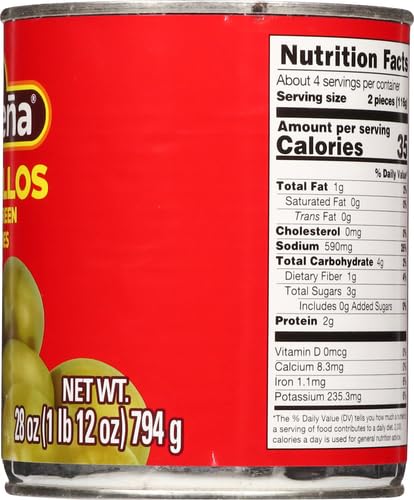 eña®
LLOS
EEN
ES
NET WT.
28 oz (1 lb 12 oz) 794 g
Nutrition Facts
About 4 servings per container
Serving size 2 pieces (116
Amount per serving
Calories 35
% Daily Value*
Total Fat 1g
Saturated Fat 0g
Trans Fat 0g
Cholesterol 0mg
Sodium 590mg
Total Carbohydrate 4g
Dietary Fiber 1g
Total Sugars 3g
Includes 0g Added Sugars
Protein 2g
Vitamin D 0mcg
Calcium 8.3mg
Iron 1.1mg
Potassium 235.3mg
*The % Daily Value (DV) tells you how much a
a serving of food contributes to a daily diet. 2,
calories a day is used for general nutrition advice.